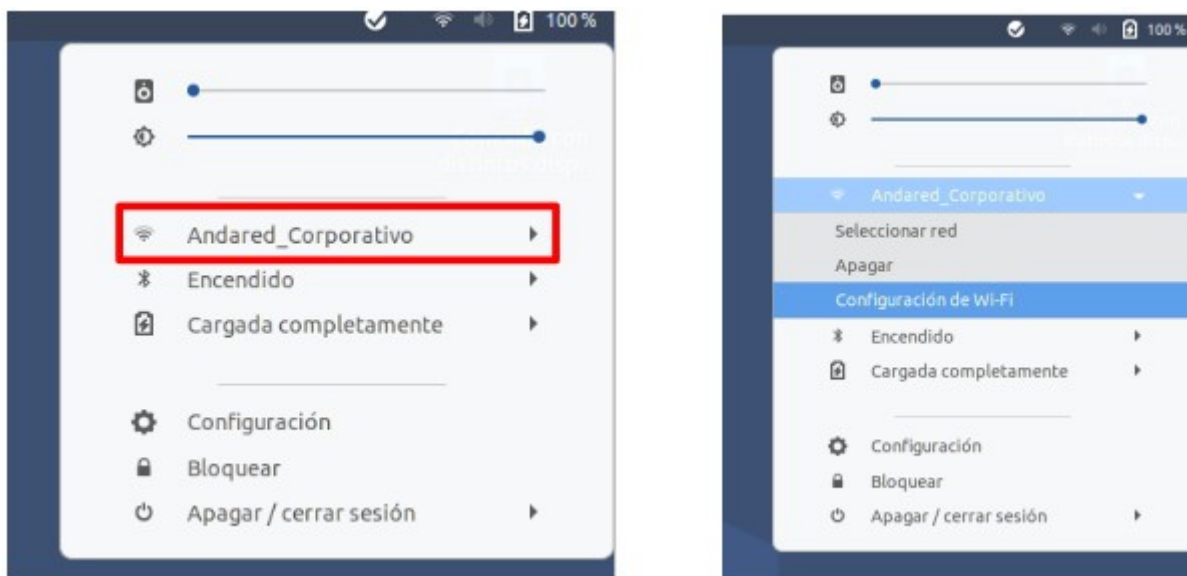 100 %
Andared_Corporativo
Encendido
Cargada completamente
Configuración
Bloquear
Apagar / cerrar sesión
100 %
Andared_Corporativo
Seleccionar red
Apagar
Configuración de Wi-Fi
Encendido
Cargada completamente
Configuración
Bloquear
Apagar / cerrar sesión